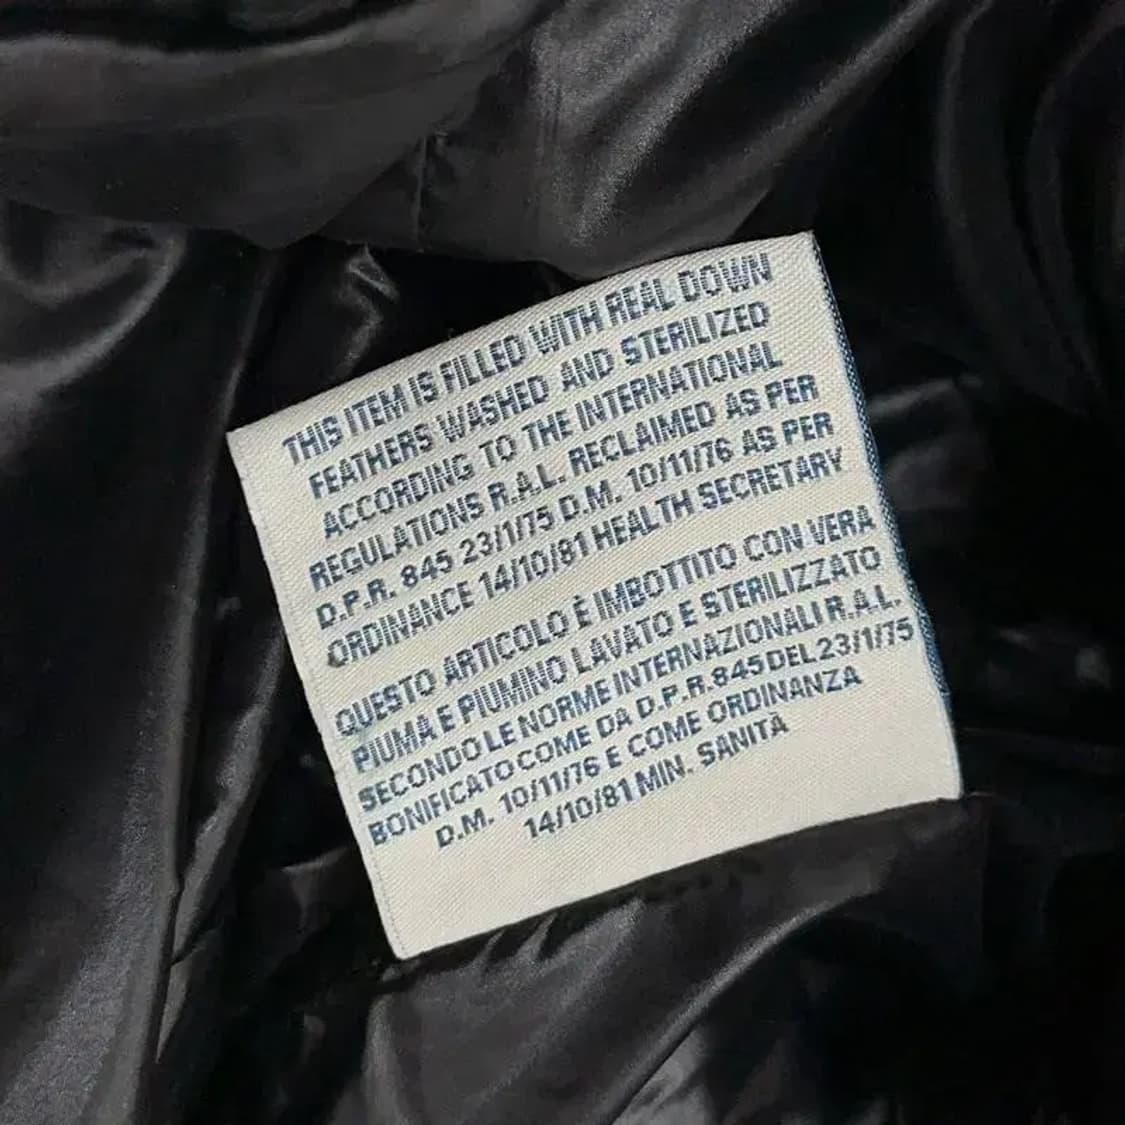 THIS ITEM IS FILLED WITH REAL DOWN
FEATHERS WASHED AND STERILIZED
ACCORDING TO THE INTERNATIONAL
REGULATIONS R.A.L. RECLAIMED AS PER
D.P.R. 845 23/1/75 D.M. 10/11/76 AS PER
ORDINANCE 14/10/81 HEALTH SECRETARY
QUESTO ARTICOLO È IMBOTTITO CON VERA
PIUMA E PIUMINO LAVATO E STERILIZZATO
SECONDO LE NORME INTERNAZIONALI R.A.L.
BONIFICATO COME DA D.P.R. 845 DEL 23/1/75
D.M. 10/11/76 E COME ORDINANZA
14/10/81 MIN. SANITÀ